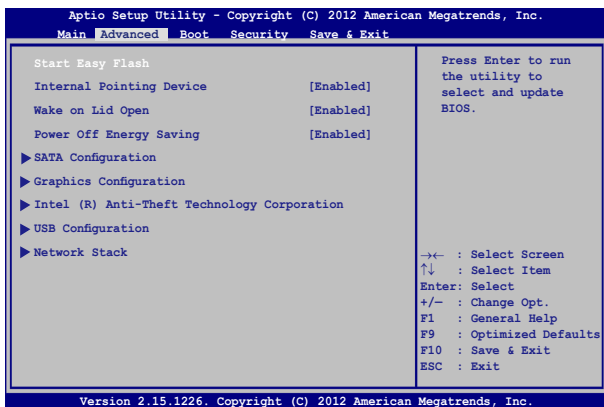 Aptio Setup Utility - Copyright (C) 2012 American Megatrends, Inc.
Main Advanced Boot Security Save & Exit
Start Easy Flash
Internal Pointing Device [Enabled]
Wake on Lid Open [Enabled]
Power Off Energy Saving [Enabled]
SATA Configuration
Graphics Configuration
Intel (R) Anti-Theft Technology Corporation
USB Configuration
Network Stack
Press Enter to run
the utility to
select and update
BIOS.
→← : Select Screen
↑↓ : Select Item
Enter: Select
+/— : Change Opt.
F1 : General Help
F9 : Optimized Defaults
F10 : Save & Exit
ESC : Exit
Version 2.15.1226. Copyright (C) 2012 American Megatrends, Inc.